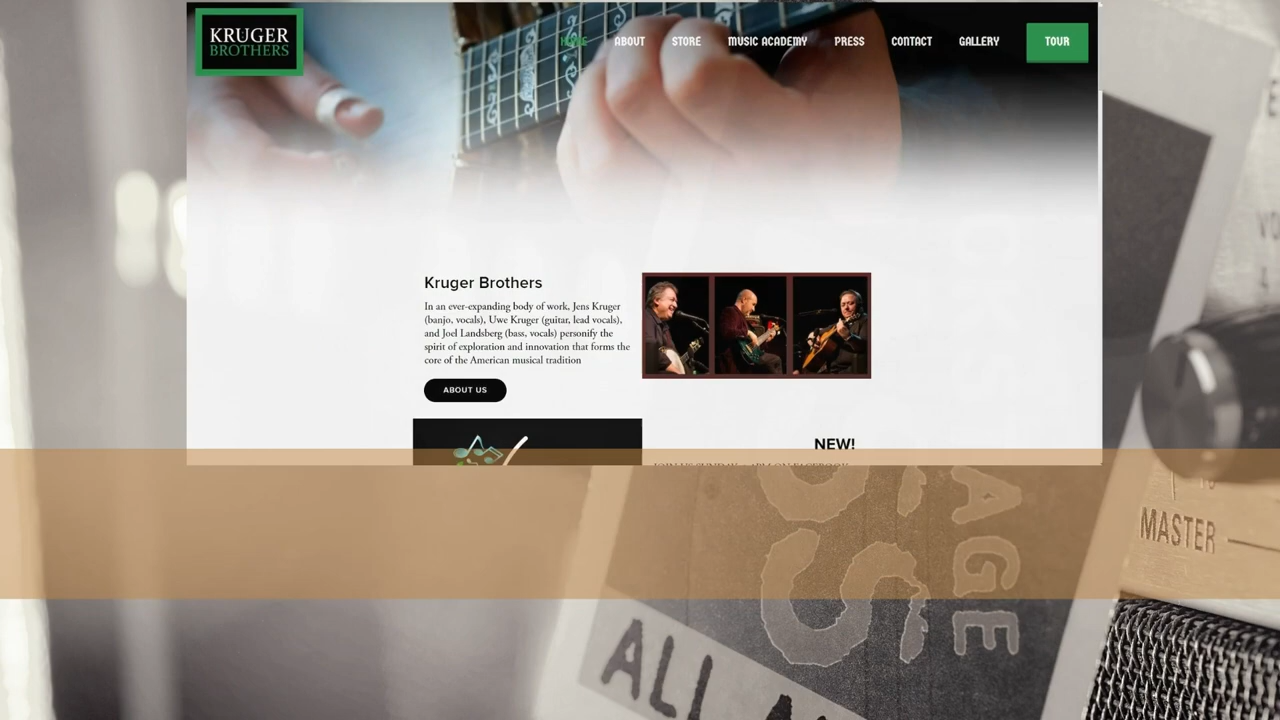 KRUGER
BROTHERS
HOME ABOUT STORE MUSIC ACADEMY PRESS CONTACT GALLERY TOUR
Kruger Brothers
In an ever-expanding body of work, Jens Kruger
(banjo, vocals), Uwe Kruger (guitar, lead vocals),
and Joel Landsberg (bass, vocals) personify the
spirit of exploration and innovation that forms the
core of the American musical tradition
ABOUT US
NEW!
AGE
MASTER
ALL